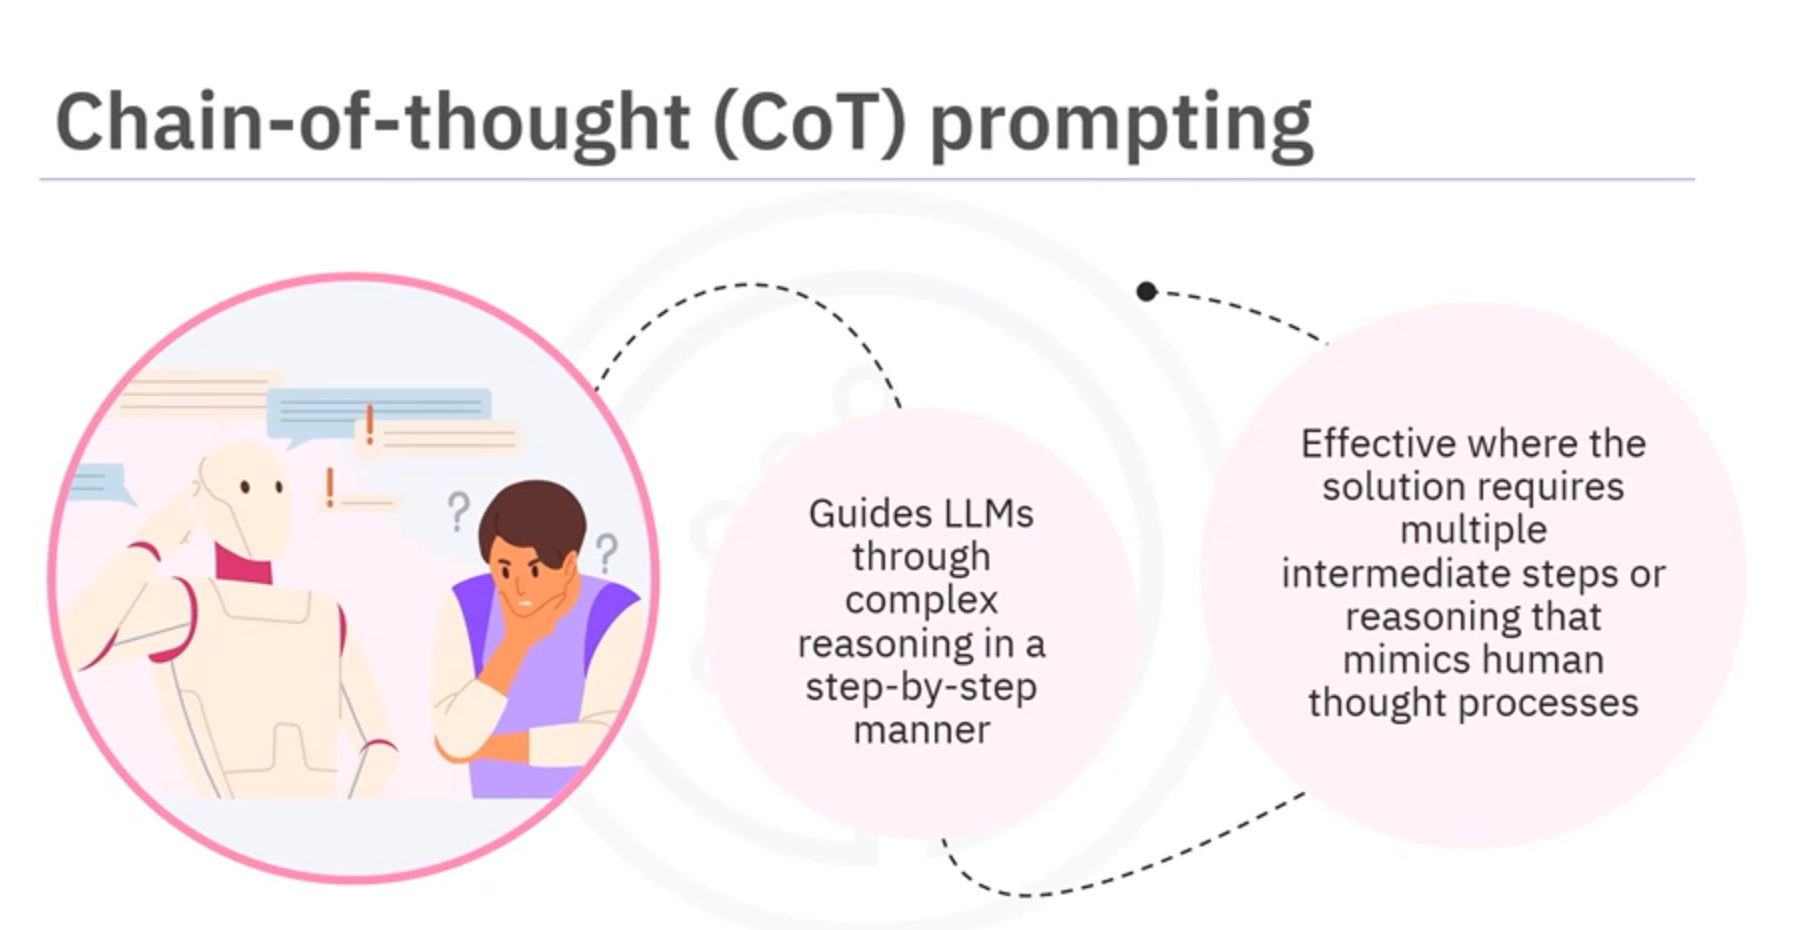 Chain-of-thought (CoT) prompting
Guides LLMs
through
complex
reasoning in a
step-by-step
manner
Effective where the
solution requires
multiple
intermediate steps or
reasoning that
mimics human
thought processes